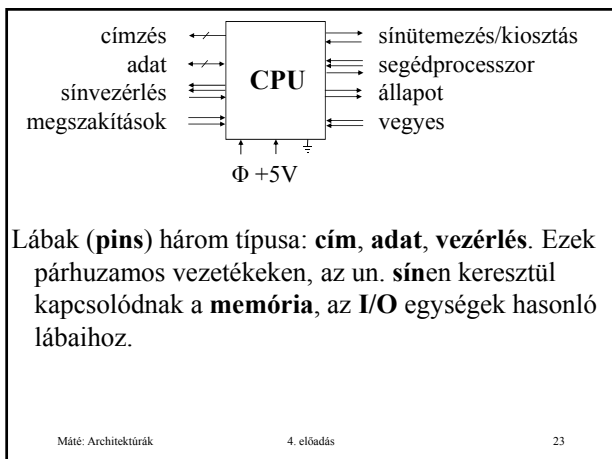 címzés
adat
sínvezérlés
megszakítások
CPU
sínütemezés/kiosztás
segédprocesszor
állapot
vegyes
Φ +5V
Lábak (pins) három típusa: cím, adat, vezérlés. Ezek
párhuzamos vezetékeken, az un. sínen keresztül
kapcsolódnak a memória, az I/O egységek hasonló
lábaihoz.
Máté: Architektúrák 4. előadás 23